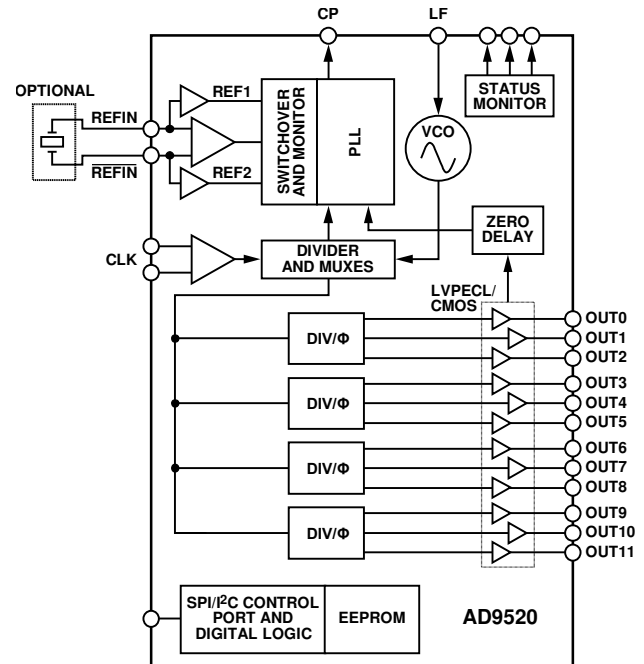 CP
LF
OPTIONAL
REFIN
REFIN
REF1
REF2
SWITCHOVER
AND MONITOR
PLL
VCO
STATUS
MONITOR
CLK
DIVIDER
AND MUXES
ZERO
DELAY
LVPECL/
CMOS
DIV/Φ
OUT0
OUT1
OUT2
DIV/Φ
OUT3
OUT4
OUT5
DIV/Φ
OUT6
OUT7
OUT8
DIV/Φ
OUT9
OUT10
OUT11
SPI/I²C CONTROL
PORT AND
DIGITAL LOGIC
EEPROM
AD9520